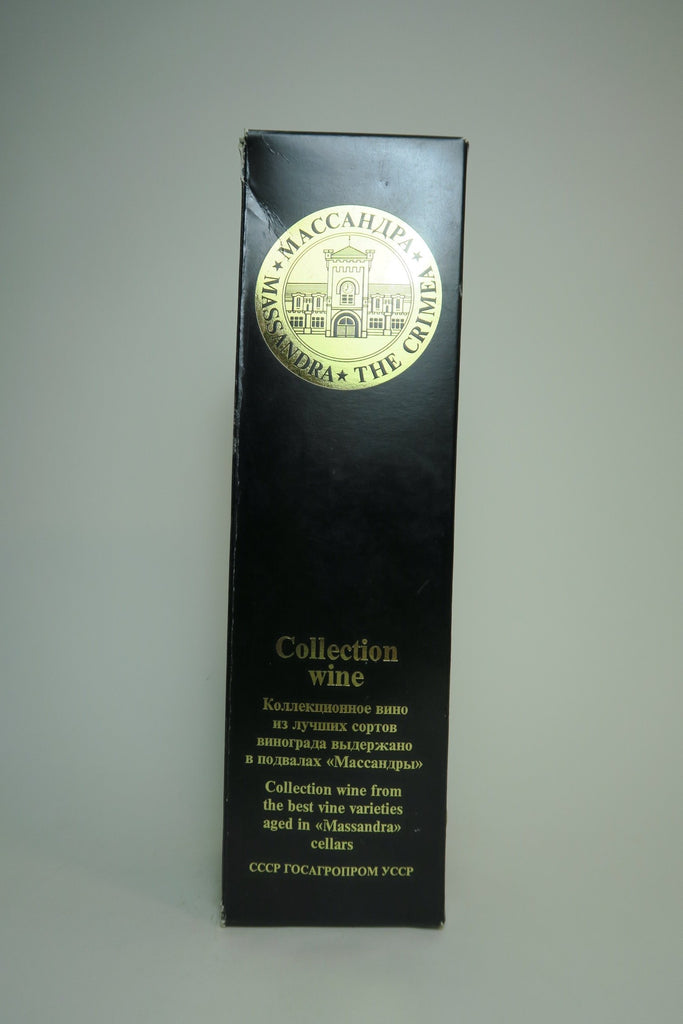 ★ МАССАНДРА ★
MASSANDRA ★ THE CRIMEA
Collection
wine
Коллекционное вино
из лучших сортов
винограда выдержано
в подвалах «Массандры»
Collection wine from
the best vine varieties
aged in «Massandra»
cellars
СССР ГОСАГРОПРОМ УССР